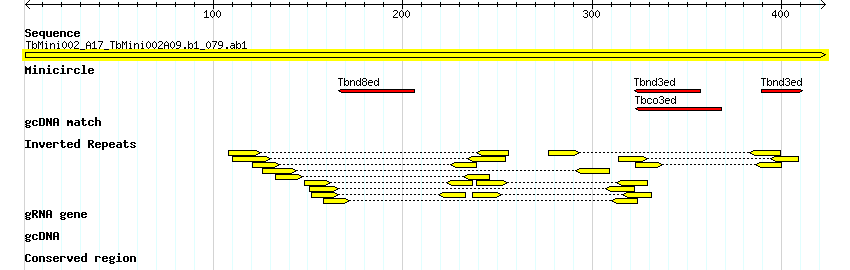 100 200 300 400
Sequence
TbMini002_A17_TbMini002A09.b1_079.ab1
Minicircle
Tbnd8ed Tbnd3ed Tbnd3ed
Tbco3ed
gcDNA match
Inverted Repeats
gRNA gene
gcDNA
Conserved region